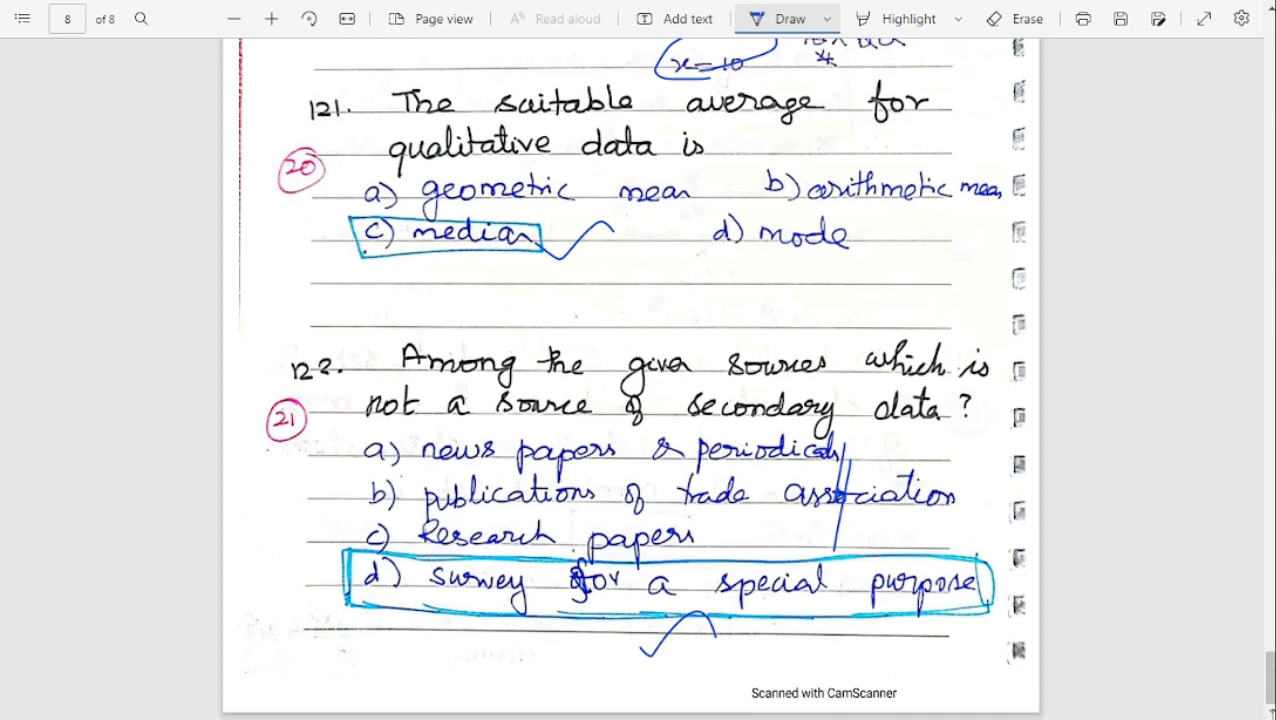 8 of 8 Page view Read aloud Add text Draw Highlight Erase
x=10
121. The suitable average for
qualitative data is
20
a) geometric mean b) arithmetic mean
c) median d) mode
122. Among the given sources which is
21
not a source of secondary data?
a) news papers & periodicals
b) publications of trade association
c) Research papers
d) survey for a special purpose
Scanned with CamScanner